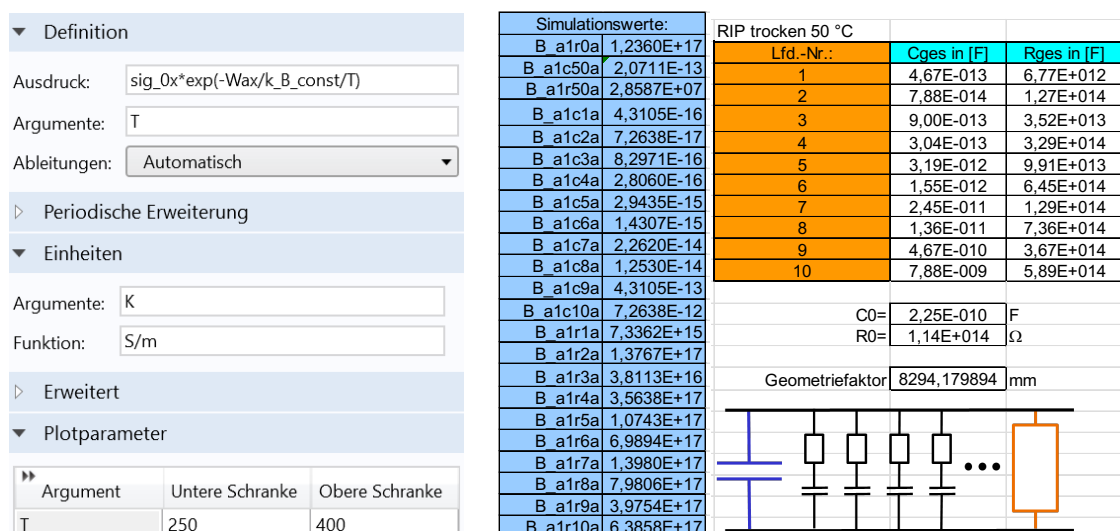 Definition
Ausdruck: sig_0x*exp(-Wax/k_B_const/T)
Argumente: T
Ableitungen: Automatisch
Periodische Erweiterung
Einheiten
Argumente: K
Funktion: S/m
Erweitert
Plotparameter
Argument Untere Schranke Obere Schranke
T 250 400
Simulationswerte:
B_a1r0a 1,2360E+17
B_a1c50a 2,0711E-13
B_a1r50a 2,8587E+07
B_a1c1a 4,3105E-16
B_a1c2a 7,2638E-17
B_a1c3a 8,2971E-16
B_a1c4a 2,8060E-16
B_a1c5a 2,9435E-15
B_a1c6a 1,4307E-15
B_a1c7a 2,2620E-14
B_a1c8a 1,2530E-14
B_a1c9a 4,3105E-13
B_a1c10a 7,2638E-12
B_a1r1a 7,3362E+15
B_a1r2a 1,3767E+17
B_a1r3a 3,8113E+16
B_a1r4a 3,5638E+17
B_a1r5a 1,0743E+17
B_a1r6a 6,9894E+17
B_a1r7a 1,3980E+17
B_a1r8a 7,9806E+17
B_a1r9a 3,9754E+17
B_a1r10a 6,3858E+17
RIP trocken 50 °C
Lfd.-Nr.: Cges in [F] Rges in [F]
1 4,67E-013 6,77E+012
2 7,88E-014 1,27E+014
3 9,00E-013 3,52E+013
4 3,04E-013 3,29E+014
5 3,19E-012 9,91E+013
6 1,55E-012 6,45E+014
7 2,45E-011 1,29E+014
8 1,36E-011 7,36E+014
9 4,67E-010 3,67E+014
10 7,88E-009 5,89E+014
C0= 2,25E-010 F
R0= 1,14E+014 Ω
Geometriefaktor 8294,179894 mm